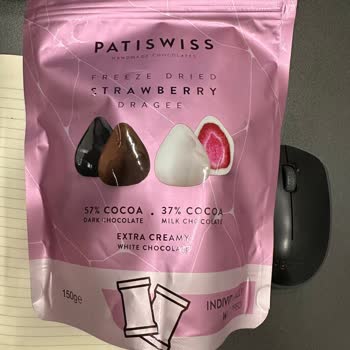 PATISWISS
HANDMADE CHOCOLATES
FREEZE DRIED
STRAWBERRY
DRAGEE
57% COCOA • 37% COCOA
DARK CHOCOLATE MILK CHOCOLATE
EXTRA CREAMY
WHITE CHOCOLATE
150g℮